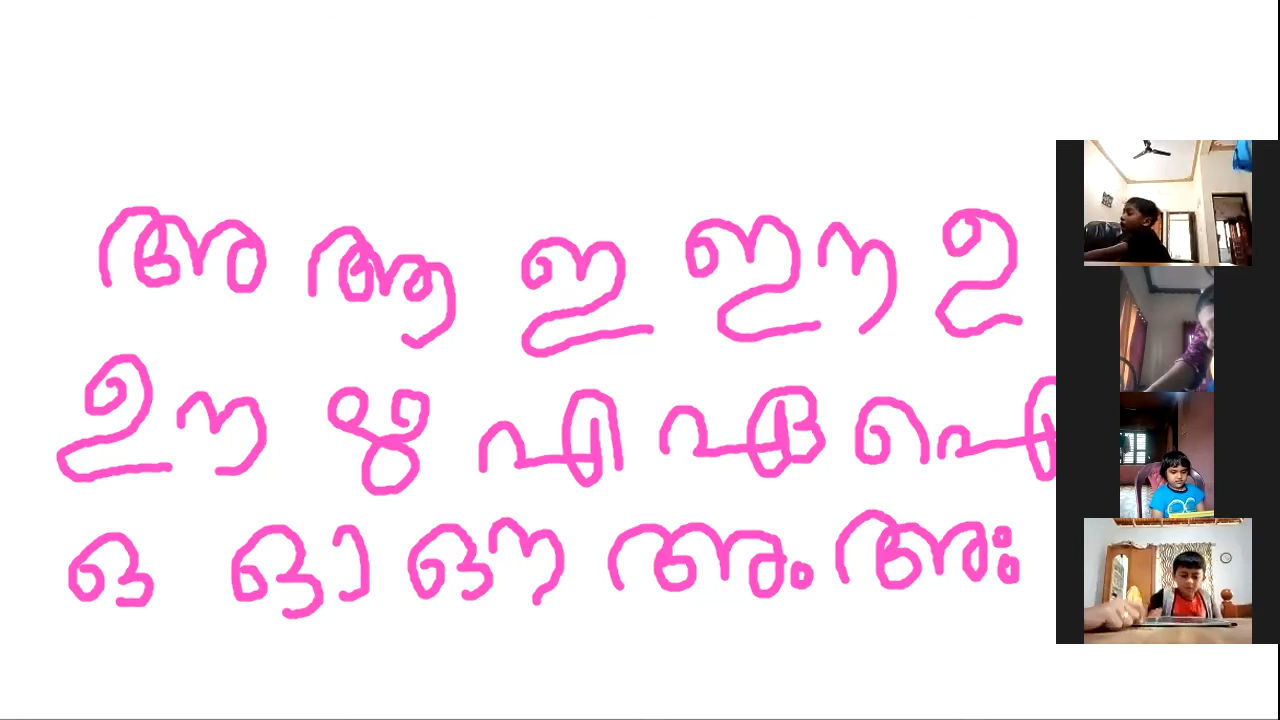 അ ആ ഇ ഈ ഉ
ഊ ഋ എ ഏ ഐ
ഒ ഓ ഔ അം അഃ